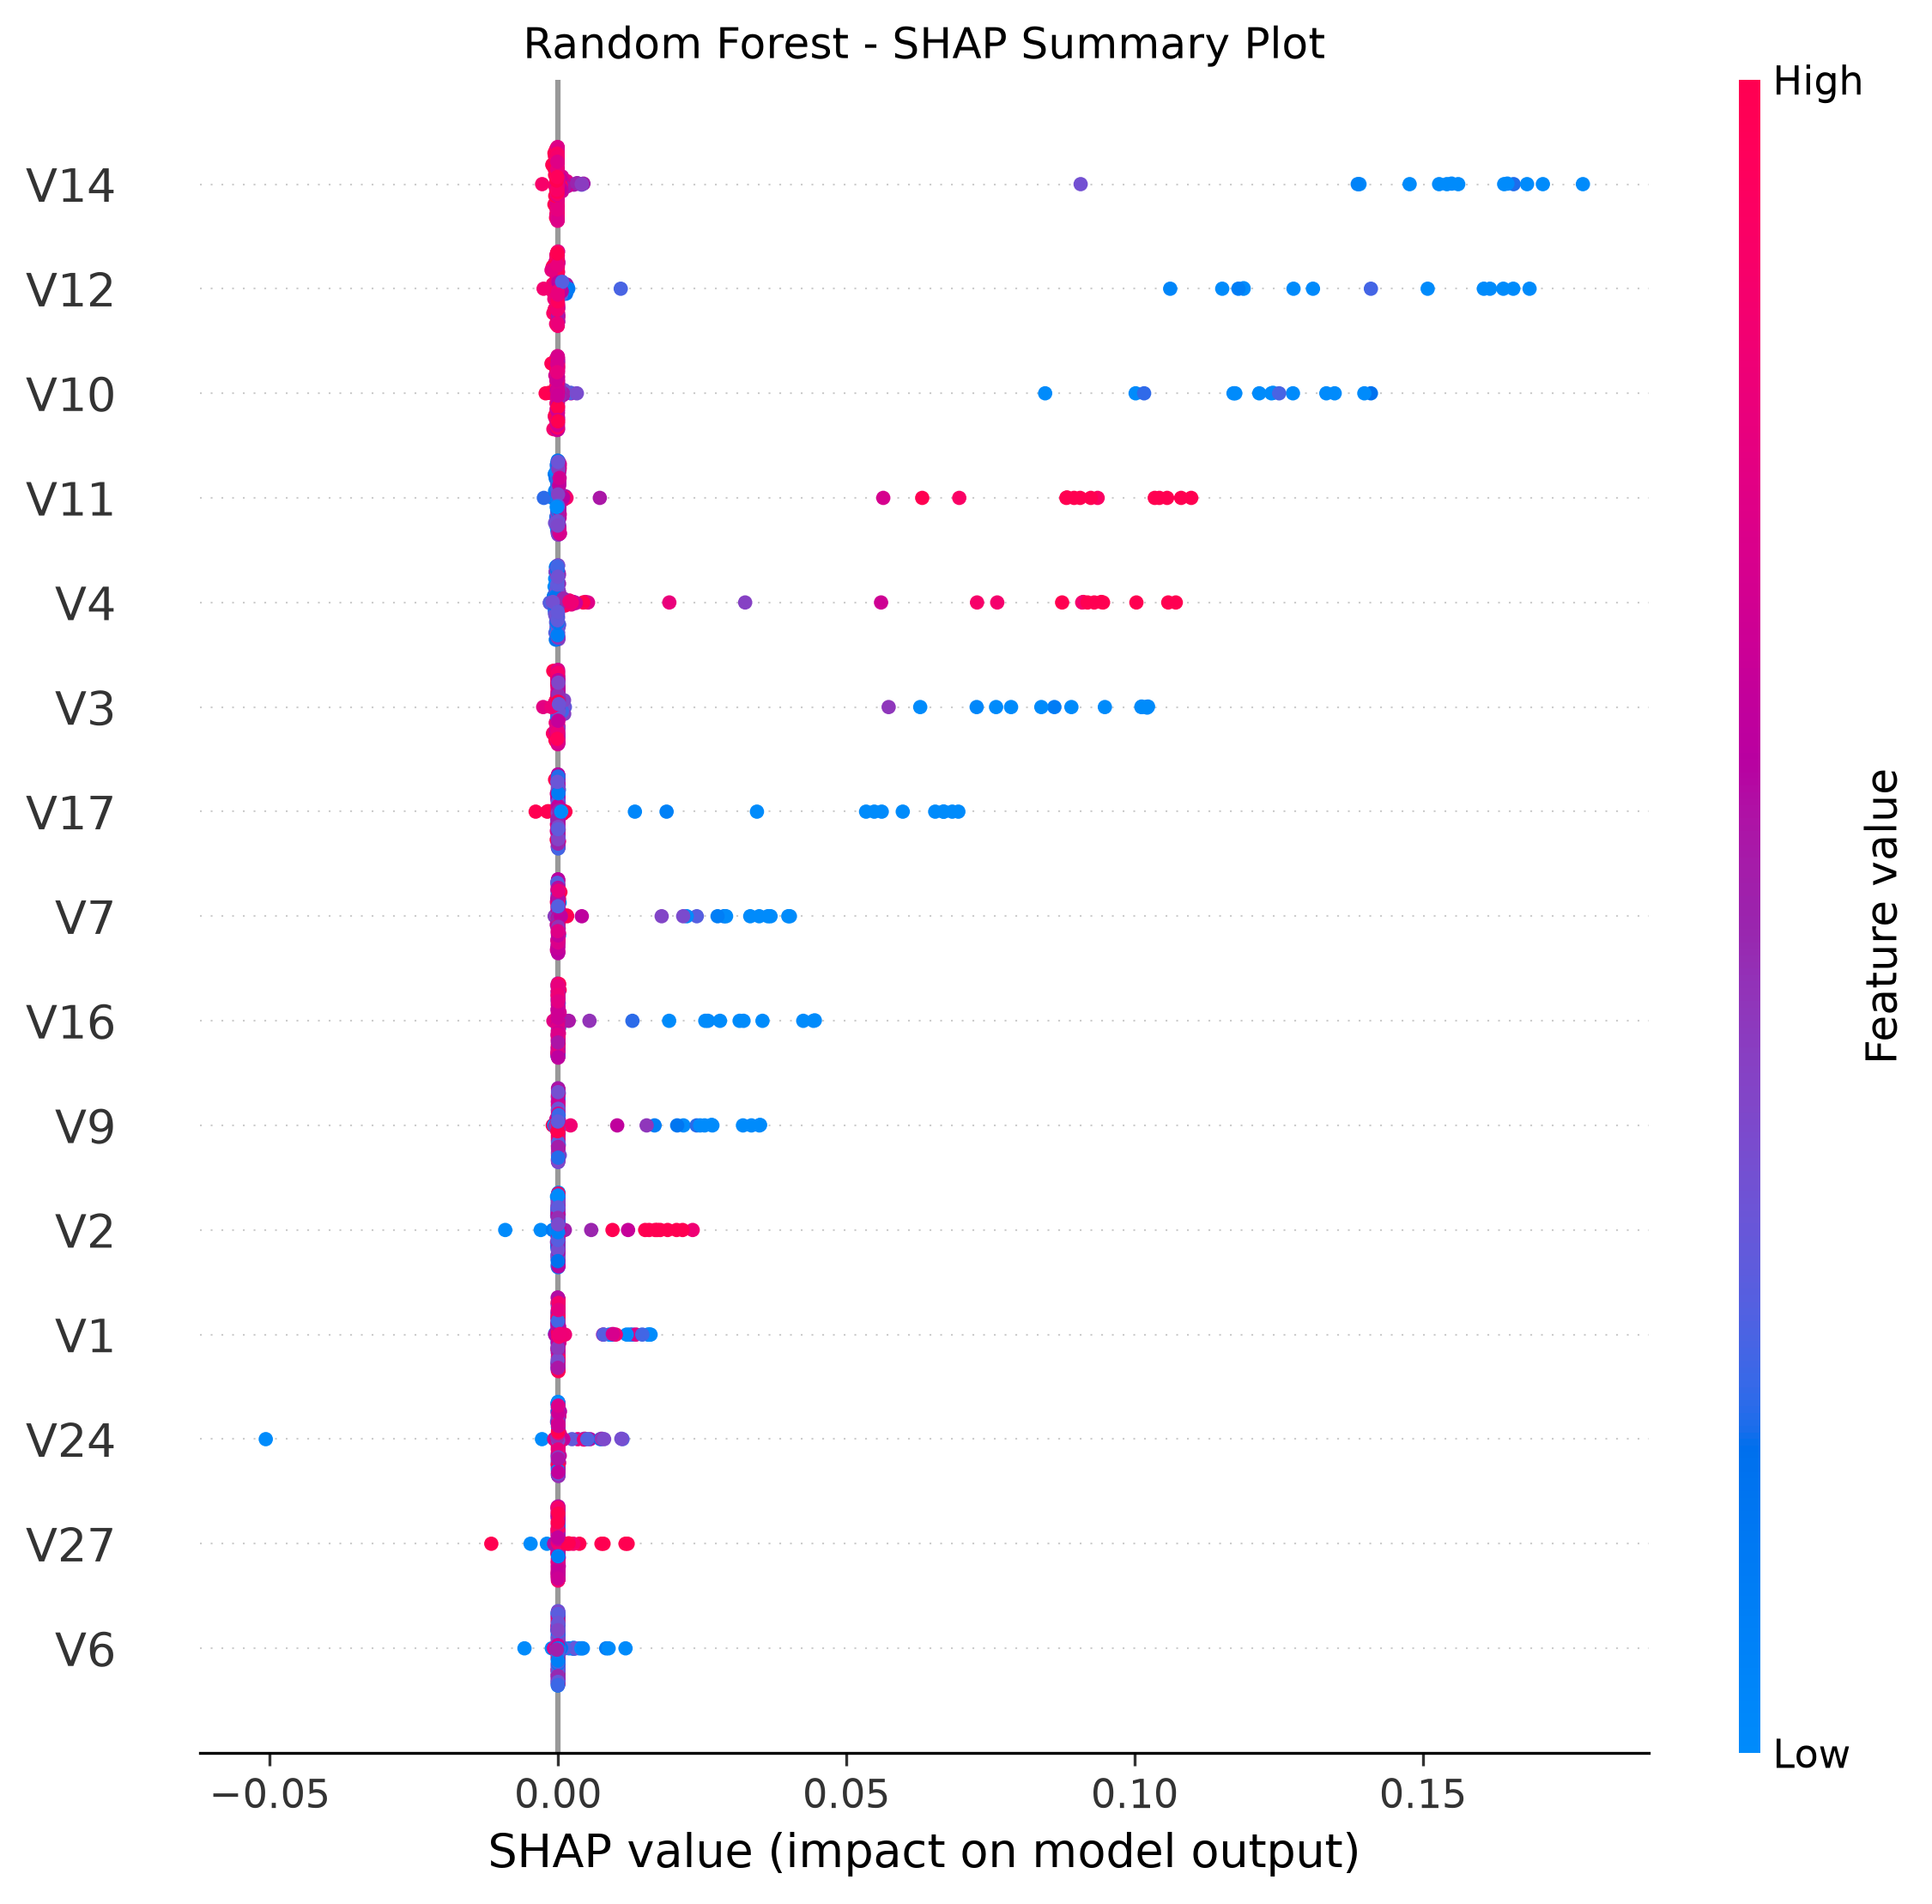 Random Forest - SHAP Summary Plot
High
V14
V12
V10
V11
V4
V3
V17
V7
V16
V9
V2
V1
V24
V27
V6
Feature value
Low
−0.05 0.00 0.05 0.10 0.15
SHAP value (impact on model output)